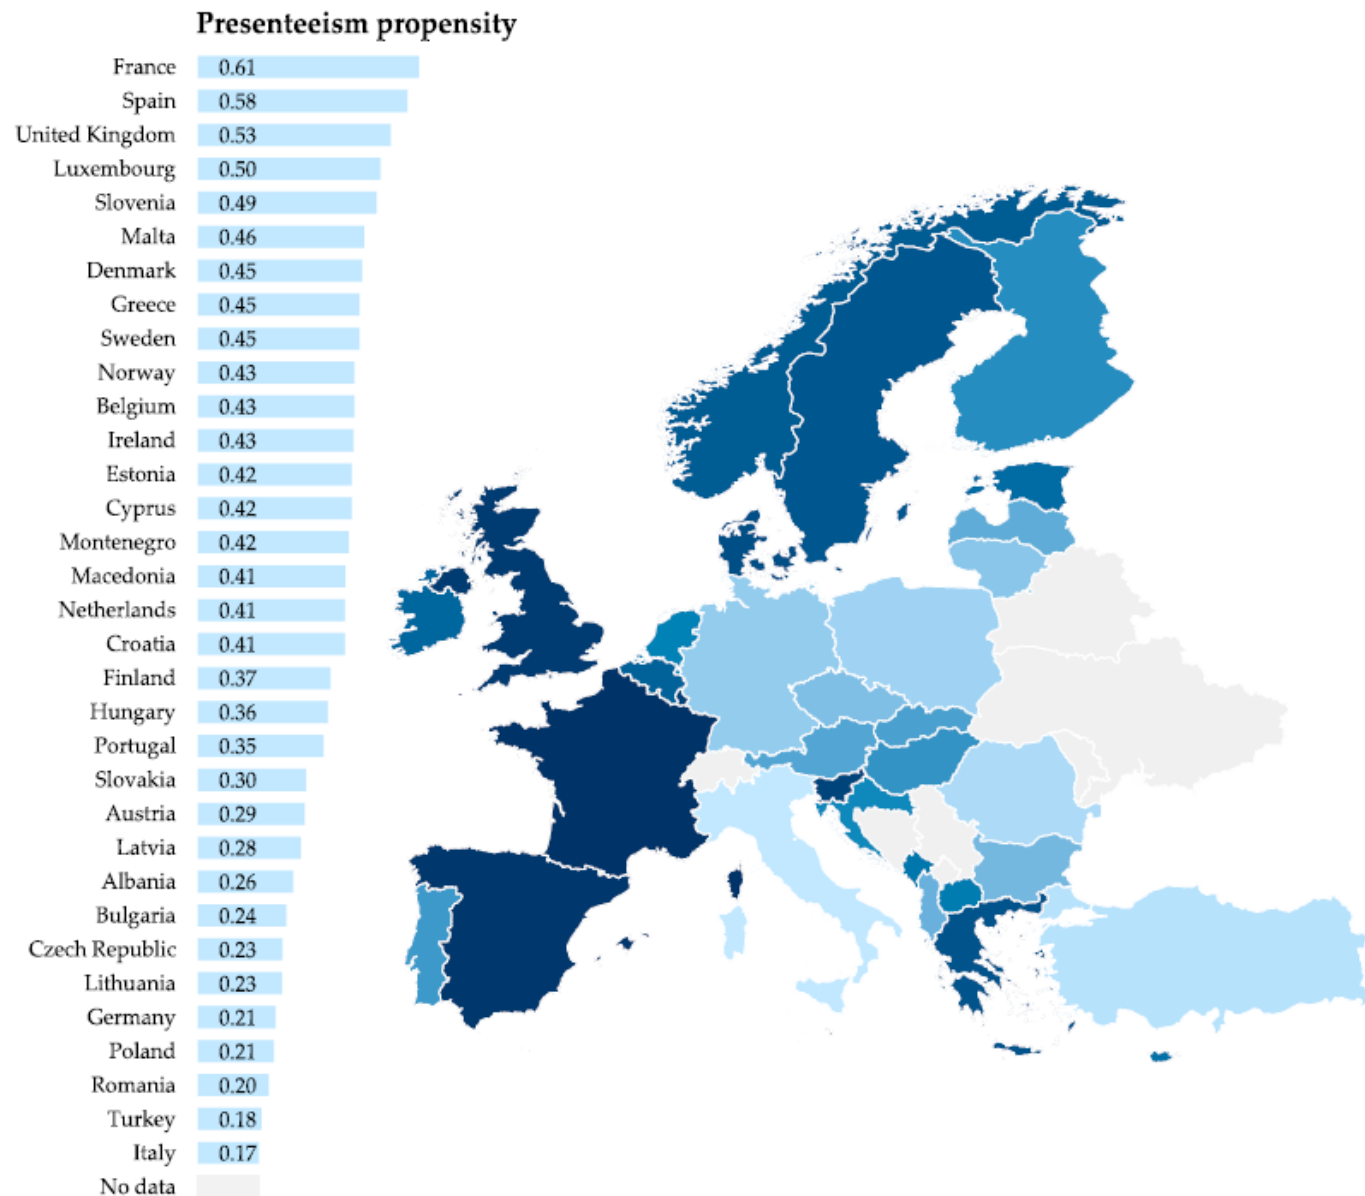 Presenteeism propensity
France 0.61
Spain 0.58
United Kingdom 0.53
Luxembourg 0.50
Slovenia 0.49
Malta 0.46
Denmark 0.45
Greece 0.45
Sweden 0.45
Norway 0.43
Belgium 0.43
Ireland 0.43
Estonia 0.42
Cyprus 0.42
Montenegro 0.42
Macedonia 0.41
Netherlands 0.41
Croatia 0.41
Finland 0.37
Hungary 0.36
Portugal 0.35
Slovakia 0.30
Austria 0.29
Latvia 0.28
Albania 0.26
Bulgaria 0.24
Czech Republic 0.23
Lithuania 0.23
Germany 0.21
Poland 0.21
Romania 0.20
Turkey 0.18
Italy 0.17
No data